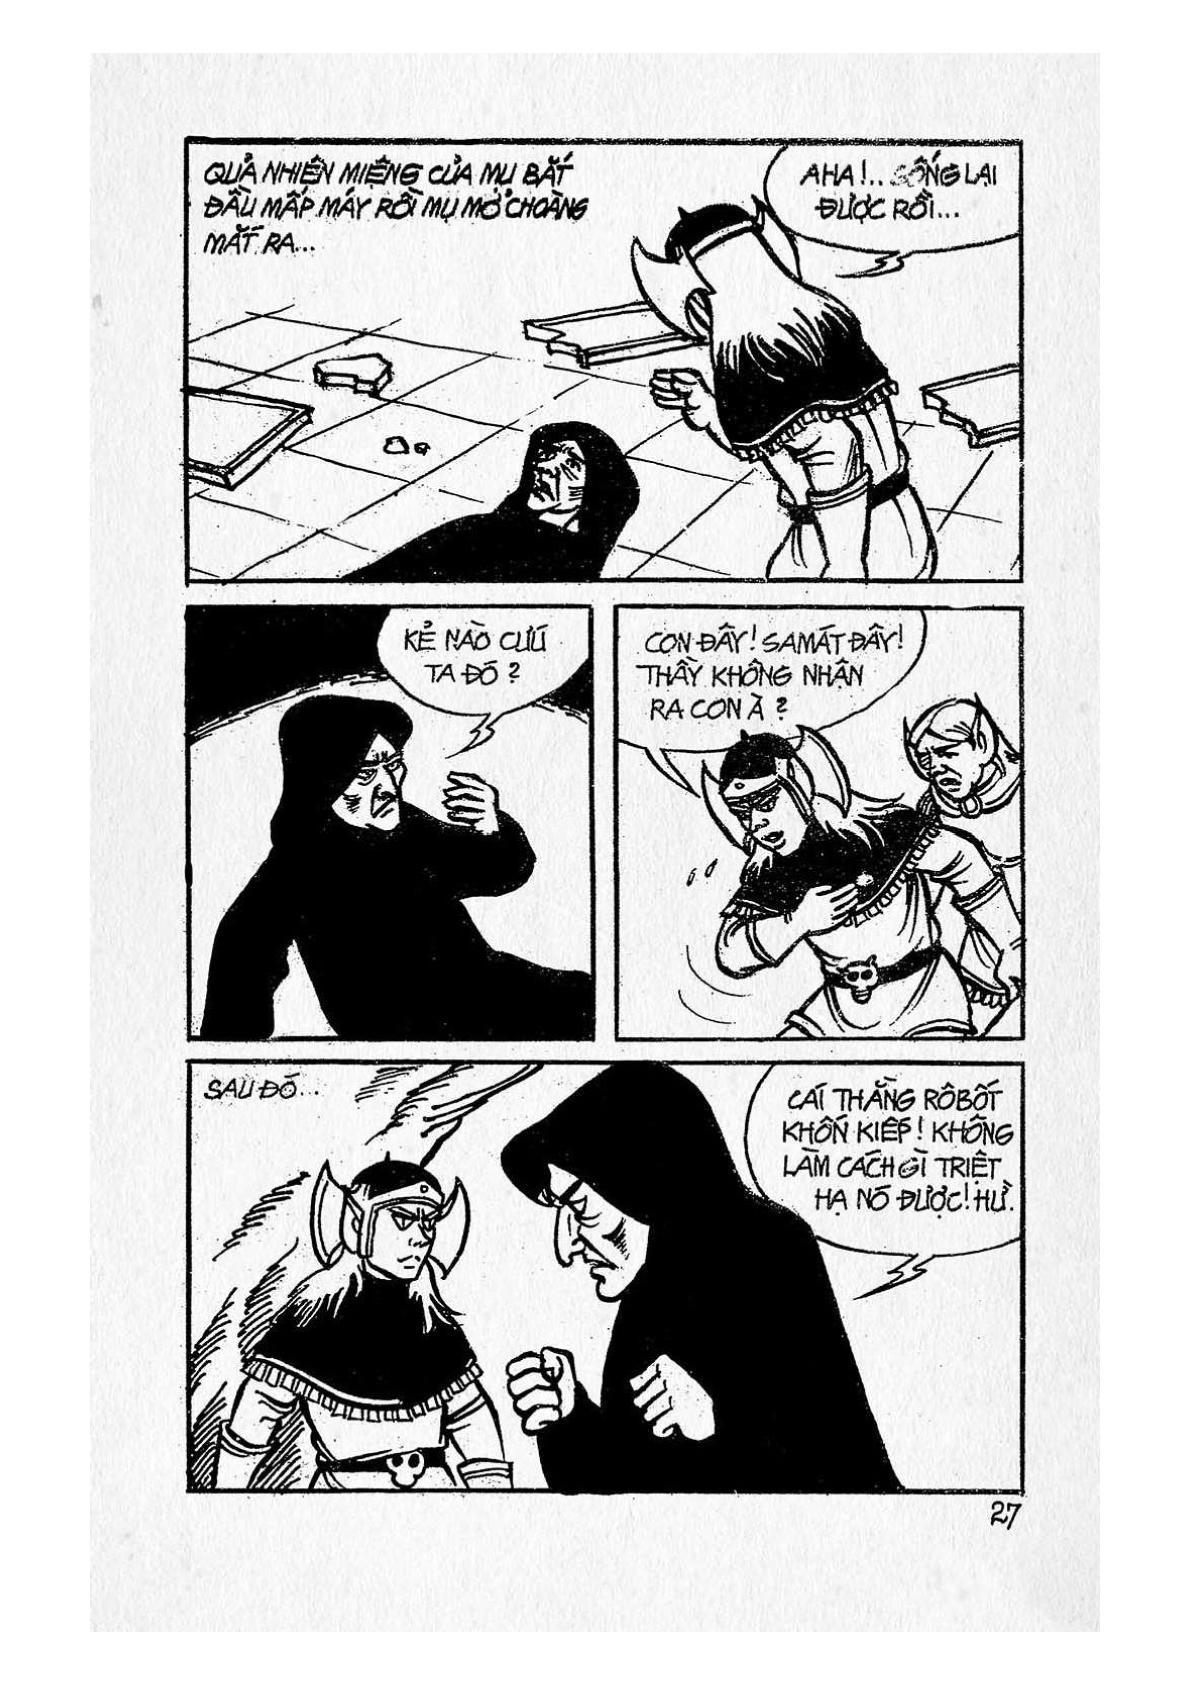 QUẢ NHIÊN MIỆNG CỦA MỤ BẮT
ĐẦU MẤP MÁY RỒI MỤ MỞ CHOÀNG
MẮT RA...
AHA!.. SỐNG LẠI
ĐƯỢC RỒI...
KẺ NÀO CỨU
TA ĐÓ?
CON ĐÂY! SAMÁT ĐÂY!
THẦY KHÔNG NHẬN
RA CON À?
SAU ĐÓ...
CÁI THẰNG RÔBỐT
KHỐN KIẾP! KHÔNG
LÀM CÁCH GÌ TRIỆT
HẠ NÓ ĐƯỢC! HỪ.
27